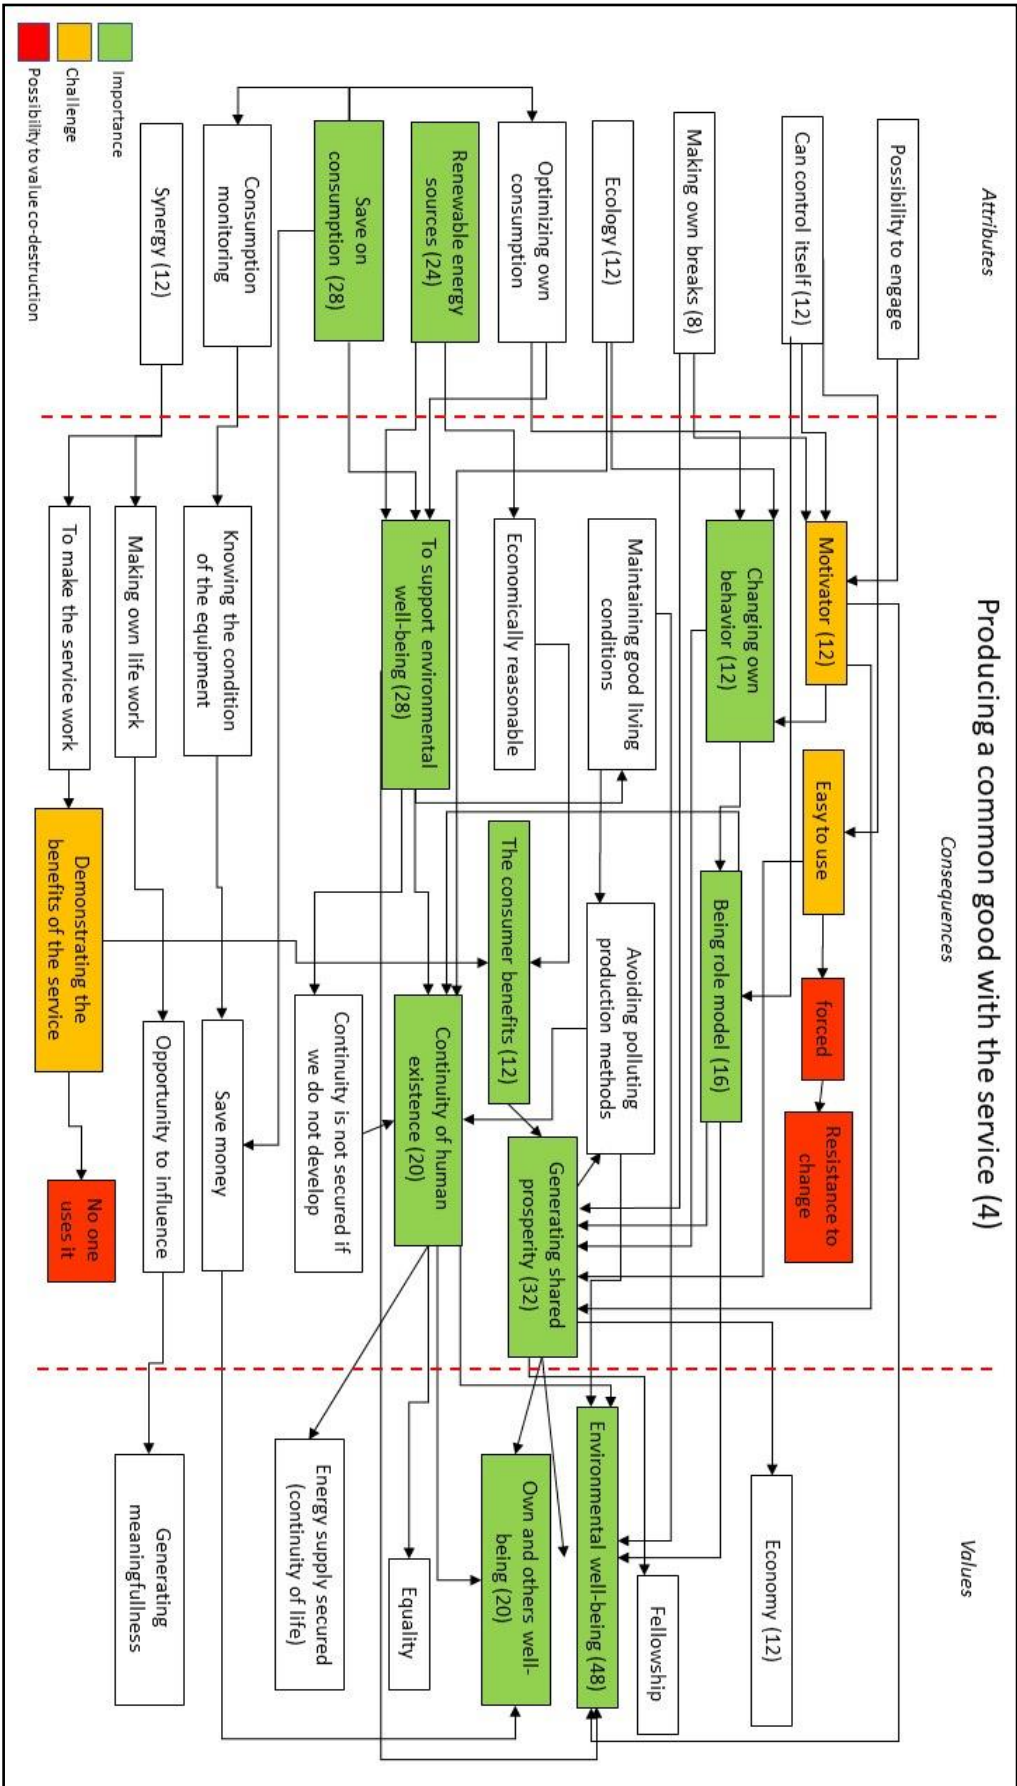 Producing a common good with the service (4)
Attributes
Consequences
Values
Possibility to engage
Can control itself (12)
Making own breaks (8)
Ecology (12)
Optimizing own
consumption
Renewable energy
sources (24)
Save on
consumption (28)
Consumption
monitoring
Synergy (12)
Motivator (12)
Changing own
behavior (12)
Maintaining good living
conditions
Economically reasonable
To support environmental
well-being (28)
Knowing the condition
of the equipment
Making own life work
To make the service work
Easy to use
forced
Resistance to
change
Being role model (16)
Avoiding polluting
production methods
The consumer benefits (12)
Generating shared
prosperity (32)
Continuity of human
existence (20)
Continuity is not secured if
we do not develop
Save money
Opportunity to influence
Demonstrating the
benefits of the service
No one
uses it
Economy (12)
Fellowship
Environmental well-being (48)
Own and others well-
being (20)
Equality
Energy supply secured
(continuity of life)
Generating
meaningfullness
Importance
Challenge
Possibility to value co-destruction